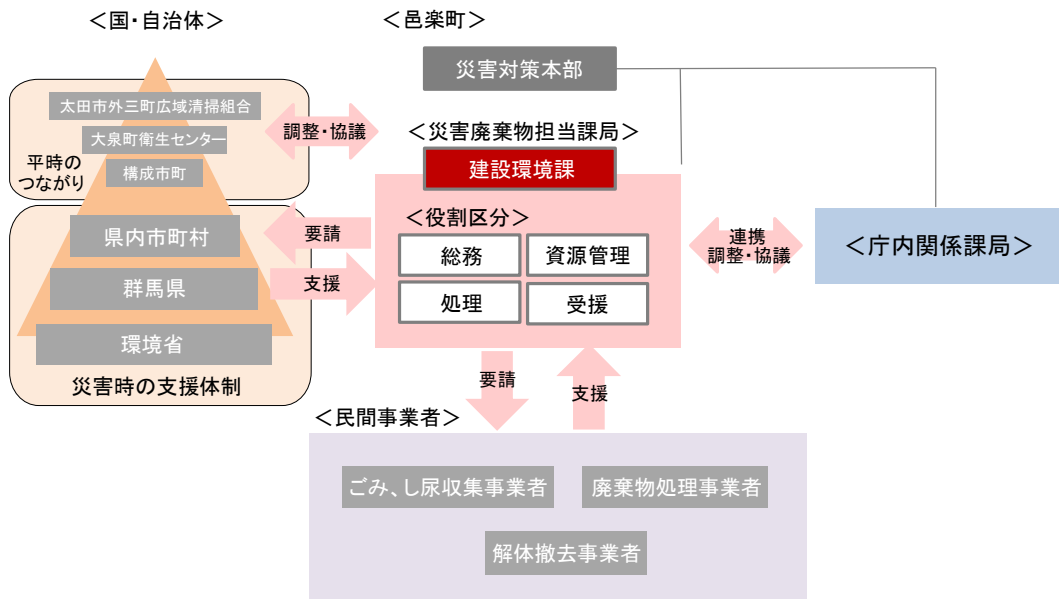 ＜国・自治体＞
太田市外三町広域清掃組合
大泉町衛生センター
構成市町
平時の
つながり
県内市町村
群馬県
環境省
災害時の支援体制
調整・協議
要請
支援
＜邑楽町＞
災害対策本部
＜災害廃棄物担当課局＞
建設環境課
＜役割区分＞
総務
資源管理
処理
受援
連携
調整・協議
＜庁内関係課局＞
要請
支援
＜民間事業者＞
ごみ、し尿収集事業者
廃棄物処理事業者
解体撤去事業者